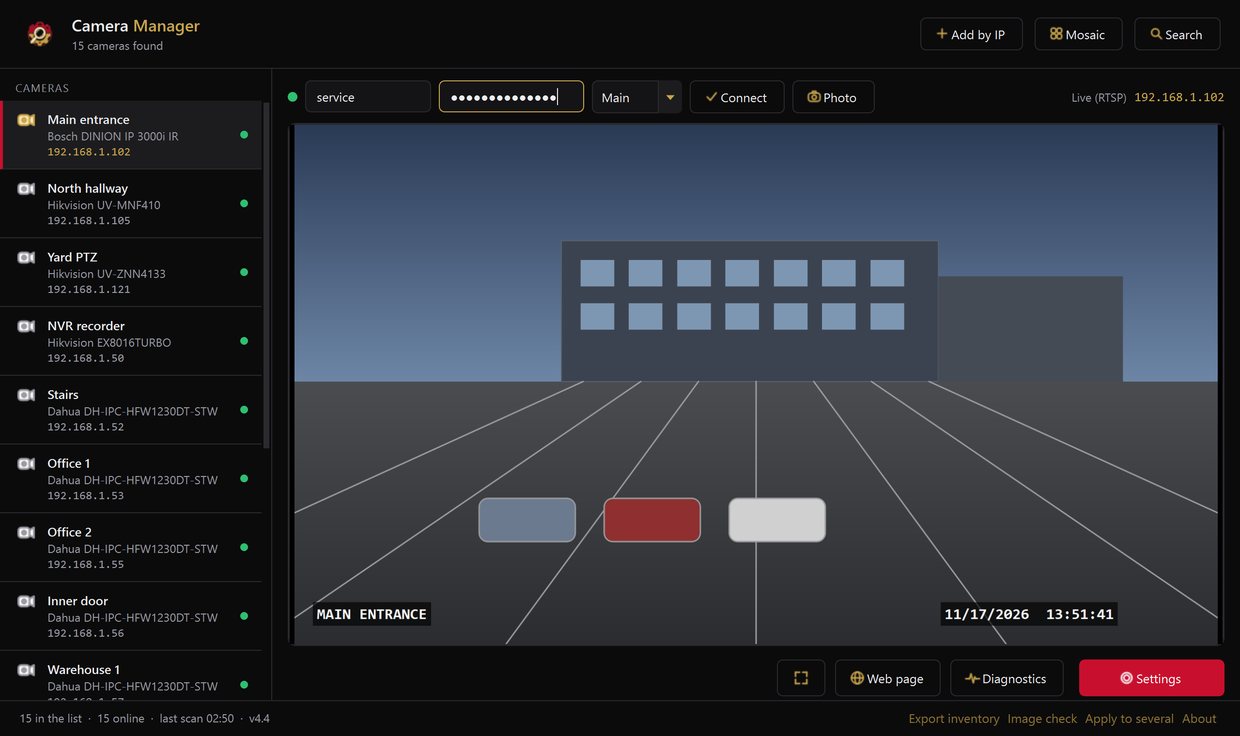 Camera Manager
15 cameras found
Add by IP
Mosaic
Search
CAMERAS
Main entrance
Bosch DINION IP 3000i IR
192.168.1.102
North hallway
Hikvision UV-MNF410
192.168.1.105
Yard PTZ
Hikvision UV-ZNN4133
192.168.1.121
NVR recorder
Hikvision EX8016TURBO
192.168.1.50
Stairs
Dahua DH-IPC-HFW1230DT-STW
192.168.1.52
Office 1
Dahua DH-IPC-HFW1230DT-STW
192.168.1.53
Office 2
Dahua DH-IPC-HFW1230DT-STW
192.168.1.55
Inner door
Dahua DH-IPC-HFW1230DT-STW
192.168.1.56
Warehouse 1
Dahua DH-IPC-HFW1230DT-STW
service
●●●●●●●●●●●●●●
Main
Connect
Photo
Live (RTSP) 192.168.1.102
MAIN ENTRANCE
11/17/2026 13:51:41
Web page
Diagnostics
Settings
15 in the list · 15 online · last scan 02:50 · v4.4
Export inventory Image check Apply to several About